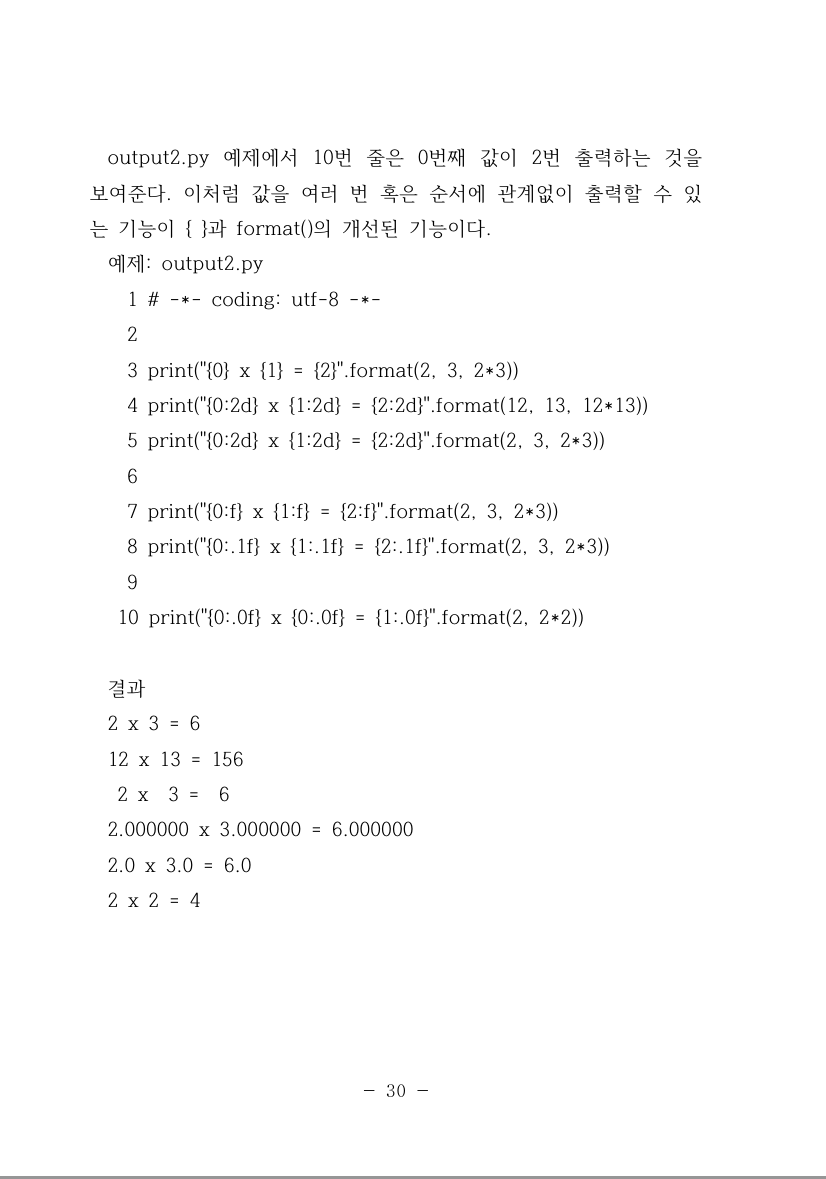 output2.py 예제에서 10번 줄은 0번째 값이 2번 출력하는 것을
보여준다. 이처럼 값을 여러 번 혹은 순서에 관계없이 출력할 수 있
는 기능이 { }과 format()의 개선된 기능이다.
예제: output2.py
1 # -*- coding: utf-8 -*-
2
3 print("{0} x {1} = {2}".format(2, 3, 2*3))
4 print("{0:2d} x {1:2d} = {2:2d}".format(12, 13, 12*13))
5 print("{0:2d} x {1:2d} = {2:2d}".format(2, 3, 2*3))
6
7 print("{0:f} x {1:f} = {2:f}".format(2, 3, 2*3))
8 print("{0:.1f} x {1:.1f} = {2:.1f}".format(2, 3, 2*3))
9
10 print("{0:.0f} x {0:.0f} = {1:.0f}".format(2, 2*2))
결과
2 x 3 = 6
12 x 13 = 156
 2 x  3 =  6
2.000000 x 3.000000 = 6.000000
2.0 x 3.0 = 6.0
2 x 2 = 4
- 30 -